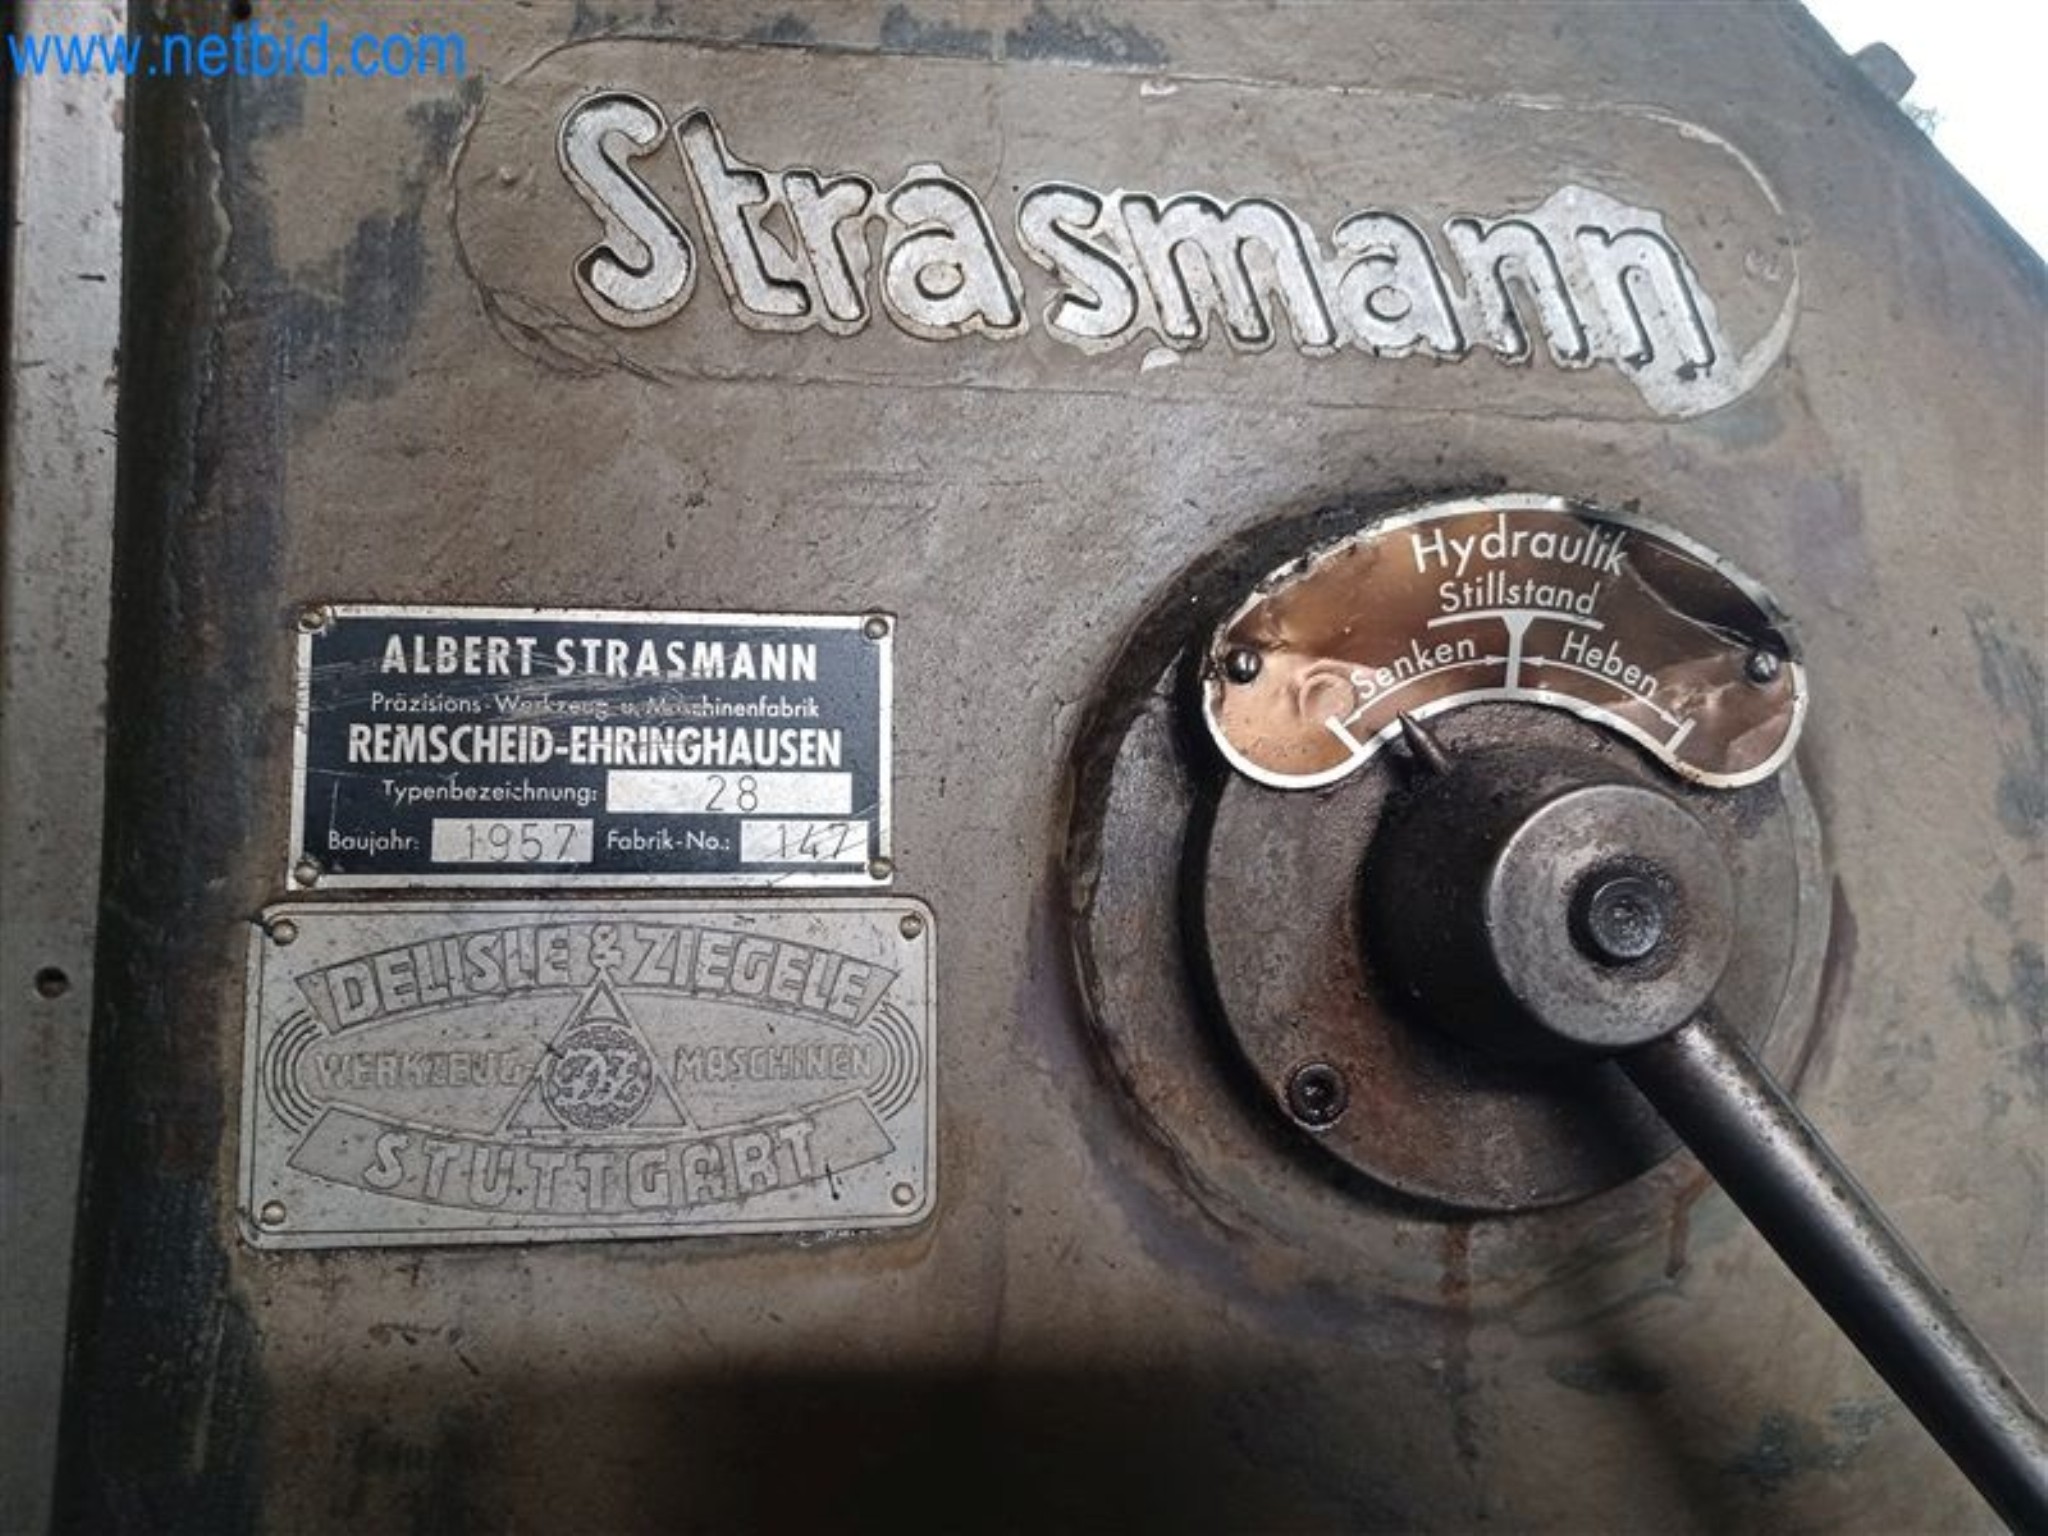 www.netbid.com
Strasmann
Hydraulik
Stillstand
Senken Heben
ALBERT STRASMANN
Präzisions-Werkzeug u. Maschinenfabrik
REMSCHEID-EHRINGHAUSEN
Typenbezeichnung: 28
Baujahr: 1957 Fabrik-No.: 147
DELISLE & ZIEGELE
WERKZEUG-MASCHINEN
STUTTGART